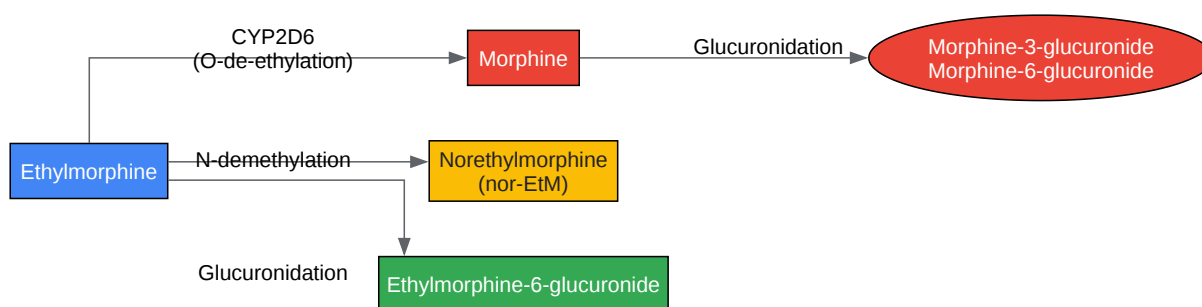 CYP2D6
(O-de-ethylation)
Morphine
Glucuronidation
Morphine-3-glucuronide
Morphine-6-glucuronide
Ethylmorphine
N-demethylation
Norethylmorphine
(nor-EtM)
Glucuronidation
Ethylmorphine-6-glucuronide